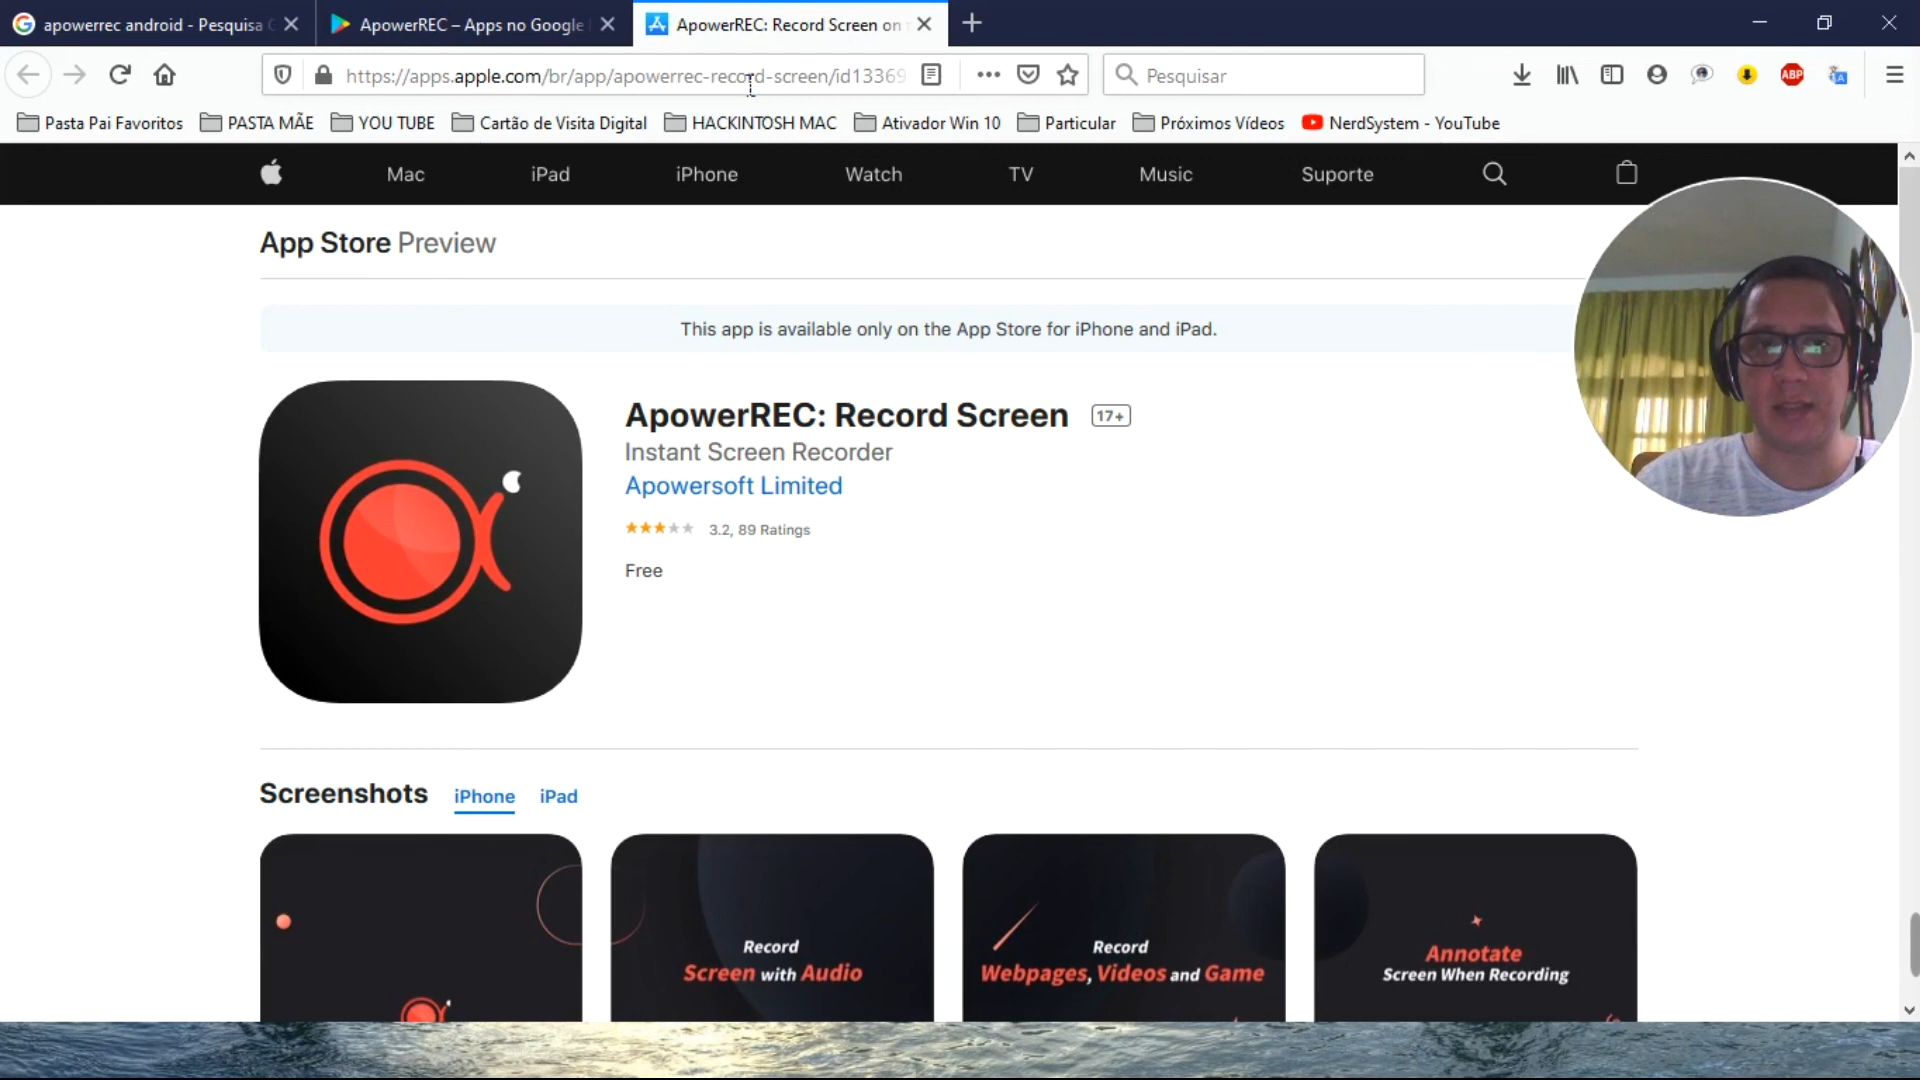 apowerrec android - Pesquisa
ApowerREC – Apps no Google
ApowerREC: Record Screen on
https://apps.apple.com/br/app/apowerrec-record-screen/id13369
Pesquisar
ABP
Pasta Pai Favoritos
PASTA MÃE
YOU TUBE
Cartão de Visita Digital
HACKINTOSH MAC
Ativador Win 10
Particular
Próximos Vídeos
NerdSystem - YouTube
Mac
iPad
iPhone
Watch
TV
Music
Suporte
App Store Preview
This app is available only on the App Store for iPhone and iPad.
ApowerREC: Record Screen 17+
Instant Screen Recorder
Apowersoft Limited
3.2, 89 Ratings
Free
Screenshots
iPhone
iPad
Record
Screen with Audio
Record
Webpages, Videos and Game
Annotate
Screen When Recording